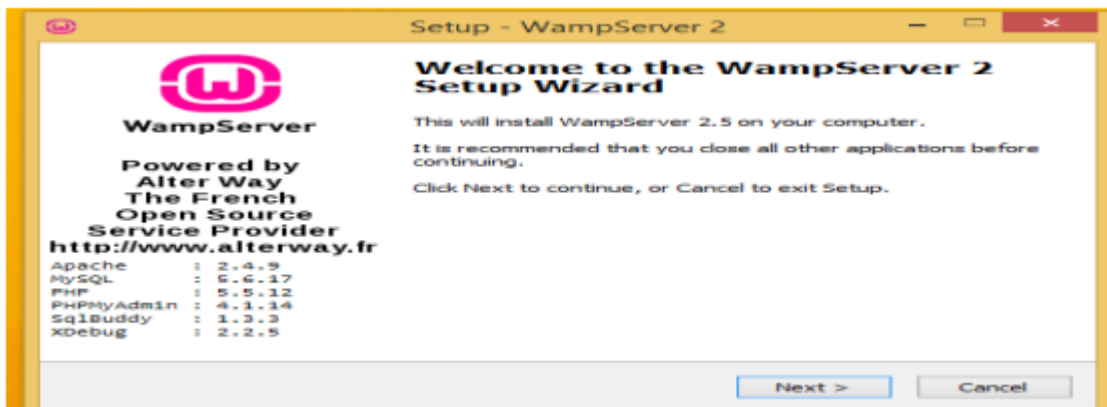 Setup - WampServer 2
WampServer
Powered by
Alter Way
The French
Open Source
Service Provider
http://www.alterway.fr
Apache : 2.4.9
MySQL : 5.6.17
PHP : 5.5.12
PHPMyAdmin : 4.1.14
SqlBuddy : 1.3.3
XDebug : 2.2.5
Welcome to the WampServer 2
Setup Wizard
This will install WampServer 2.5 on your computer.
It is recommended that you close all other applications before
continuing.
Click Next to continue, or Cancel to exit Setup.
Next >
Cancel